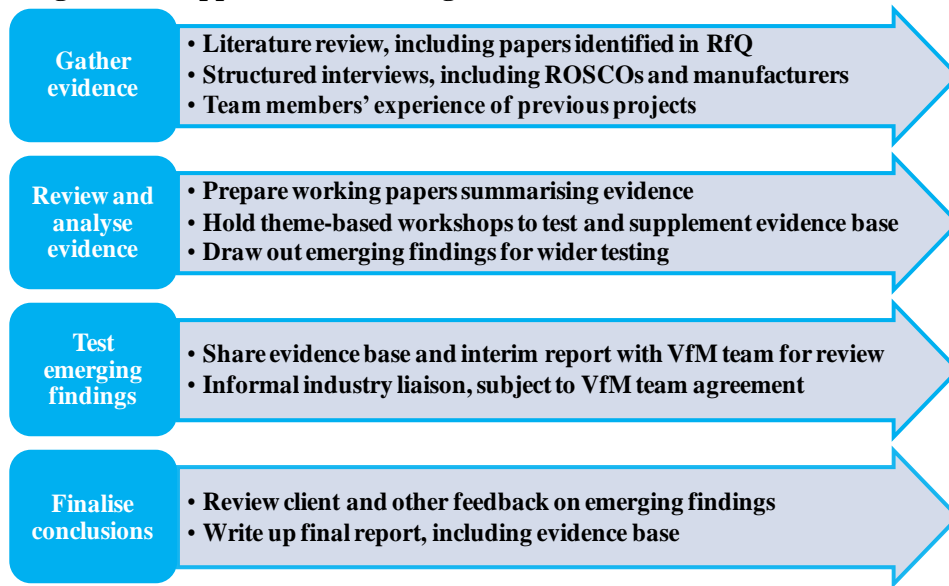 Gather
evidence
• Literature review, including papers identified in RfQ
• Structured interviews, including ROSCOs and manufacturers
• Team members' experience of previous projects
Review and
analyse
evidence
• Prepare working papers summarising evidence
• Hold theme-based workshops to test and supplement evidence base
• Draw out emerging findings for wider testing
Test
emerging
findings
• Share evidence base and interim report with VfM team for review
• Informal industry liaison, subject to VfM team agreement
Finalise
conclusions
• Review client and other feedback on emerging findings
• Write up final report, including evidence base